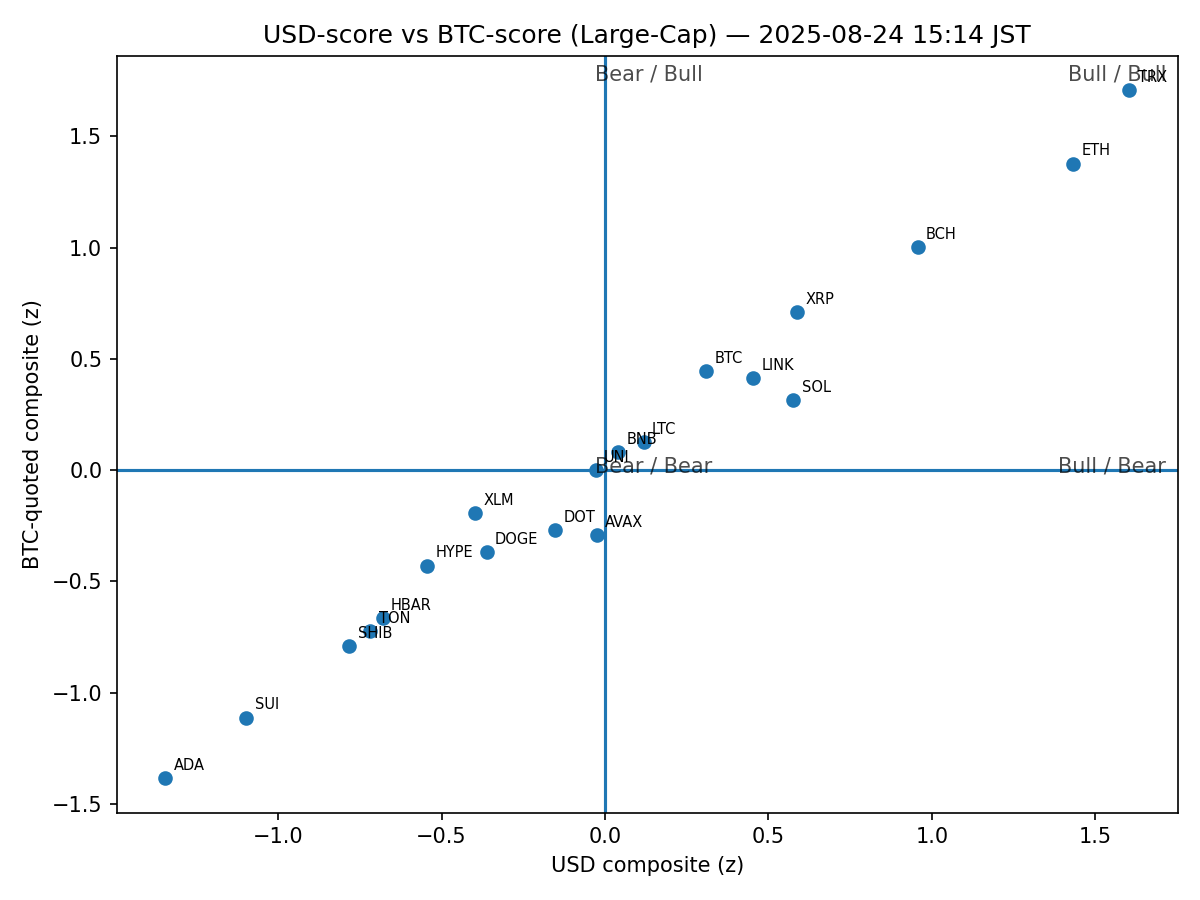 USD-score vs BTC-score (Large-Cap) — 2025-08-24 15:14 JST
Bear / Bull
Bull / Bull
TRX
ETH
BCH
XRP
BTC
LINK
SOL
LTC
BNB
UNI
Bear / Bear
Bull / Bear
XLM
DOT
AVAX
DOGE
HYPE
HBAR
TON
SHIB
SUI
ADA
1.5
1.0
0.5
0.0
−0.5
−1.0
−1.5
BTC-quoted composite (z)
−1.0
−0.5
0.0
0.5
1.0
1.5
USD composite (z)